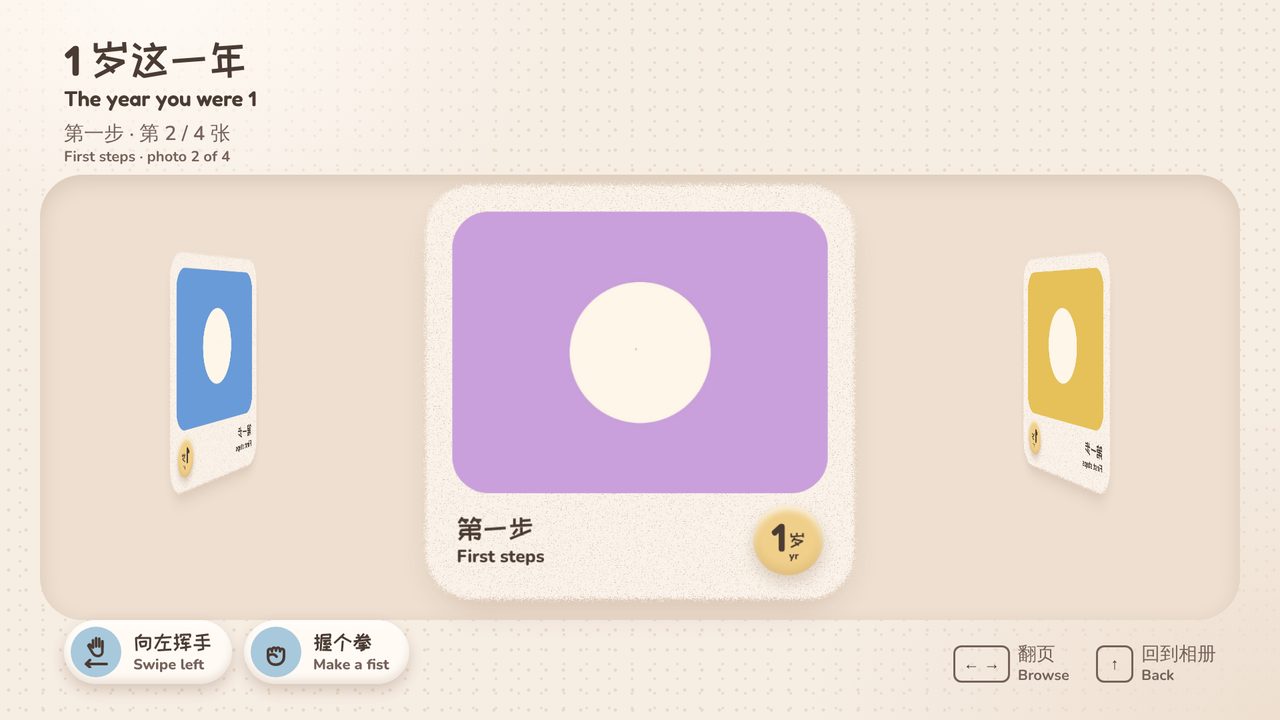 1 岁这一年
The year you were 1
第一步 · 第 2 / 4 张
First steps · photo 2 of 4
第一步
First steps
1 岁
yr
向左挥手
Swipe left
握个拳
Make a fist
← →
翻页
Browse
↑
回到相册
Back